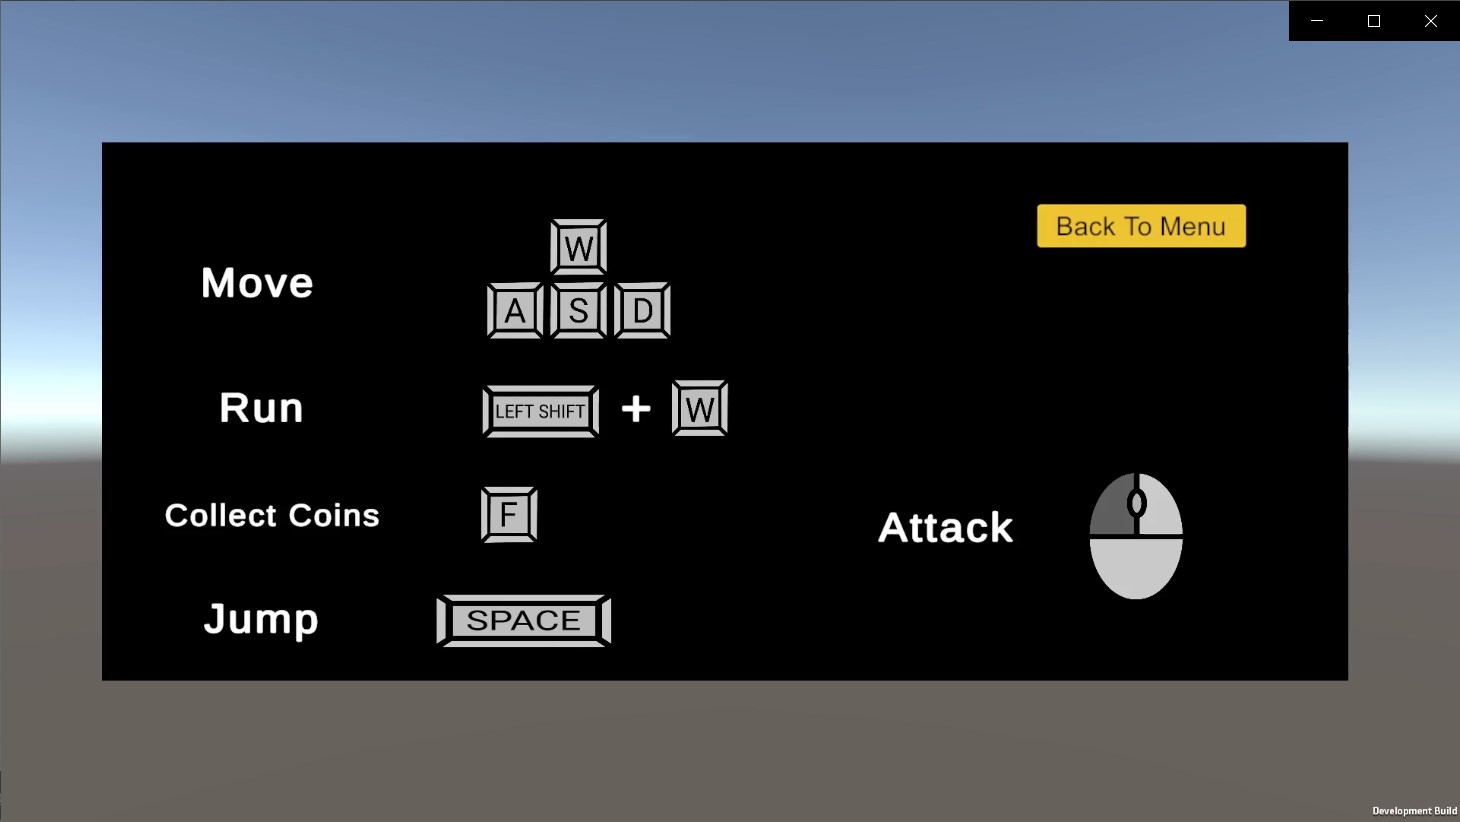 Back To Menu
Move
W
A S D
Run
LEFT SHIFT + W
Collect Coins
F
Attack
Jump
SPACE
Development Build